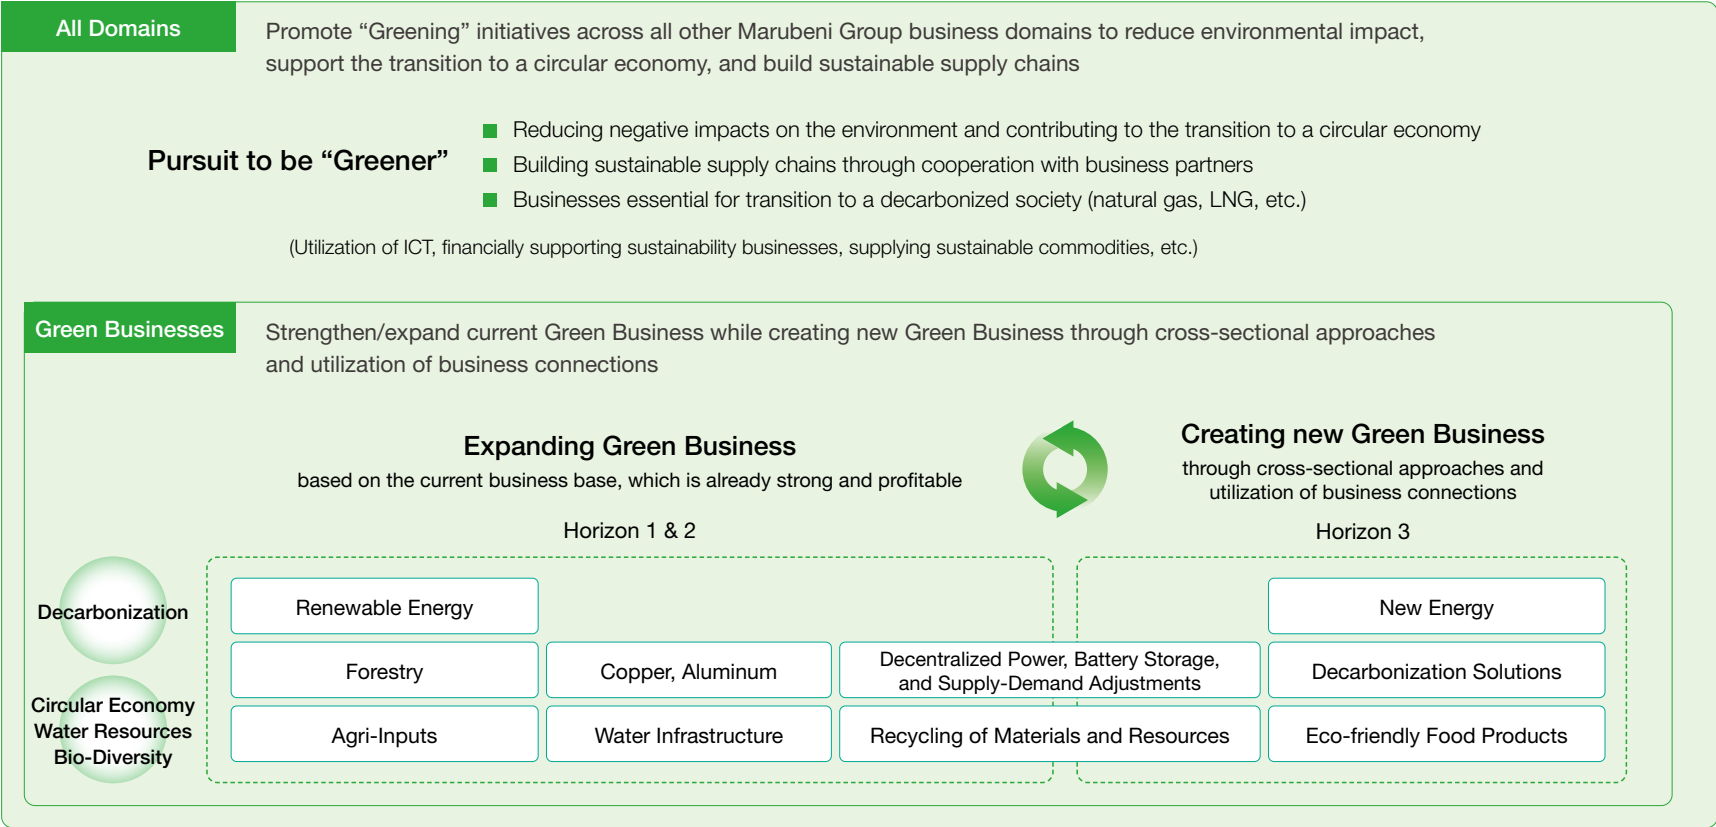 All Domains
Promote “Greening” initiatives across all other Marubeni Group business domains to reduce environmental impact,
support the transition to a circular economy, and build sustainable supply chains
Pursuit to be “Greener”
Reducing negative impacts on the environment and contributing to the transition to a circular economy
Building sustainable supply chains through cooperation with business partners
Businesses essential for transition to a decarbonized society (natural gas, LNG, etc.)
(Utilization of ICT, financially supporting sustainability businesses, supplying sustainable commodities, etc.)
Green Businesses
Strengthen/expand current Green Business while creating new Green Business through cross-sectional approaches
and utilization of business connections
Expanding Green Business
based on the current business base, which is already strong and profitable
Horizon 1 & 2
Creating new Green Business
through cross-sectional approaches and
utilization of business connections
Horizon 3
Decarbonization
Renewable Energy
New Energy
Forestry
Copper, Aluminum
Decentralized Power, Battery Storage,
and Supply-Demand Adjustments
Decarbonization Solutions
Circular Economy
Water Resources
Bio-Diversity
Agri-Inputs
Water Infrastructure
Recycling of Materials and Resources
Eco-friendly Food Products